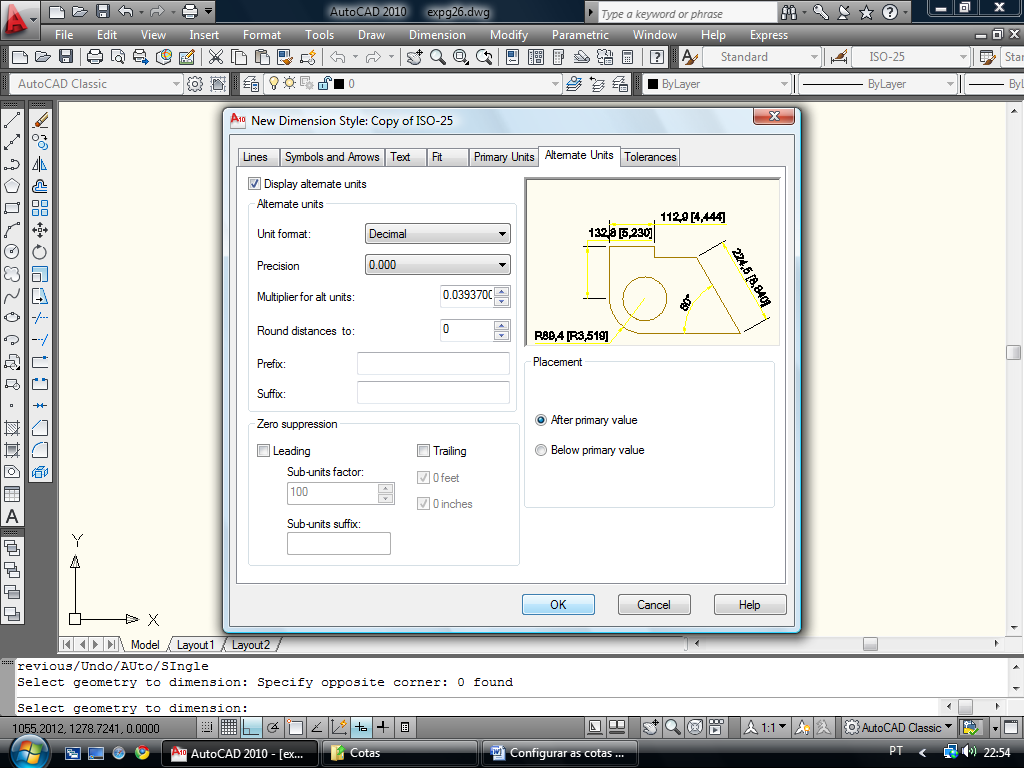 AutoCAD 2010 expg26.dwg Type a keyword or phrase
File Edit View Insert Format Tools Draw Dimension Modify Parametric Window Help Express
Standard ISO-25
AutoCAD Classic 0 ByLayer ByLayer
New Dimension Style: Copy of ISO-25
Lines Symbols and Arrows Text Fit Primary Units Alternate Units Tolerances
Display alternate units
Alternate units
Unit format: Decimal
Precision 0.000
Multiplier for alt units: 0.039370
Round distances to: 0
Prefix:
Suffix:
Zero suppression
Leading Trailing
Sub-units factor: 0 feet
100
0 inches
Sub-units suffix:
112,9 [4,444]
132,8 [5,230]
224,5 [8,840]
80°
R89,4 [R3,519]
Placement
After primary value
Below primary value
OK Cancel Help
Y
X
Model Layout1 Layout2
revious/Undo/AUto/SIngle
Select geometry to dimension: Specify opposite corner: 0 found
Select geometry to dimension:
1055.2012, 1278.7241, 0.0000 1:1 AutoCAD Classic
AutoCAD 2010 - [ex... Cotas Configurar as cotas ... PT 22:54